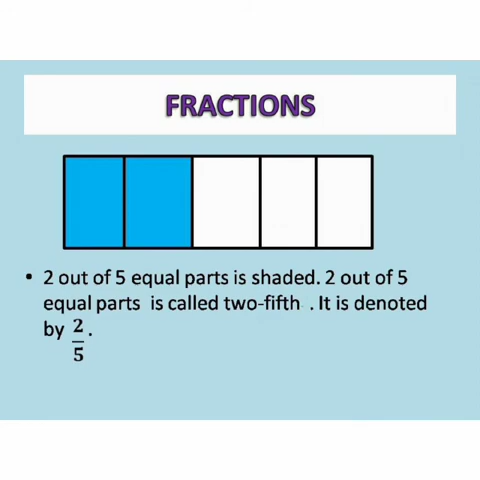 FRACTIONS
• 2 out of 5 equal parts is shaded. 2 out of 5
equal parts is called two-fifth . It is denoted
by 2/5.